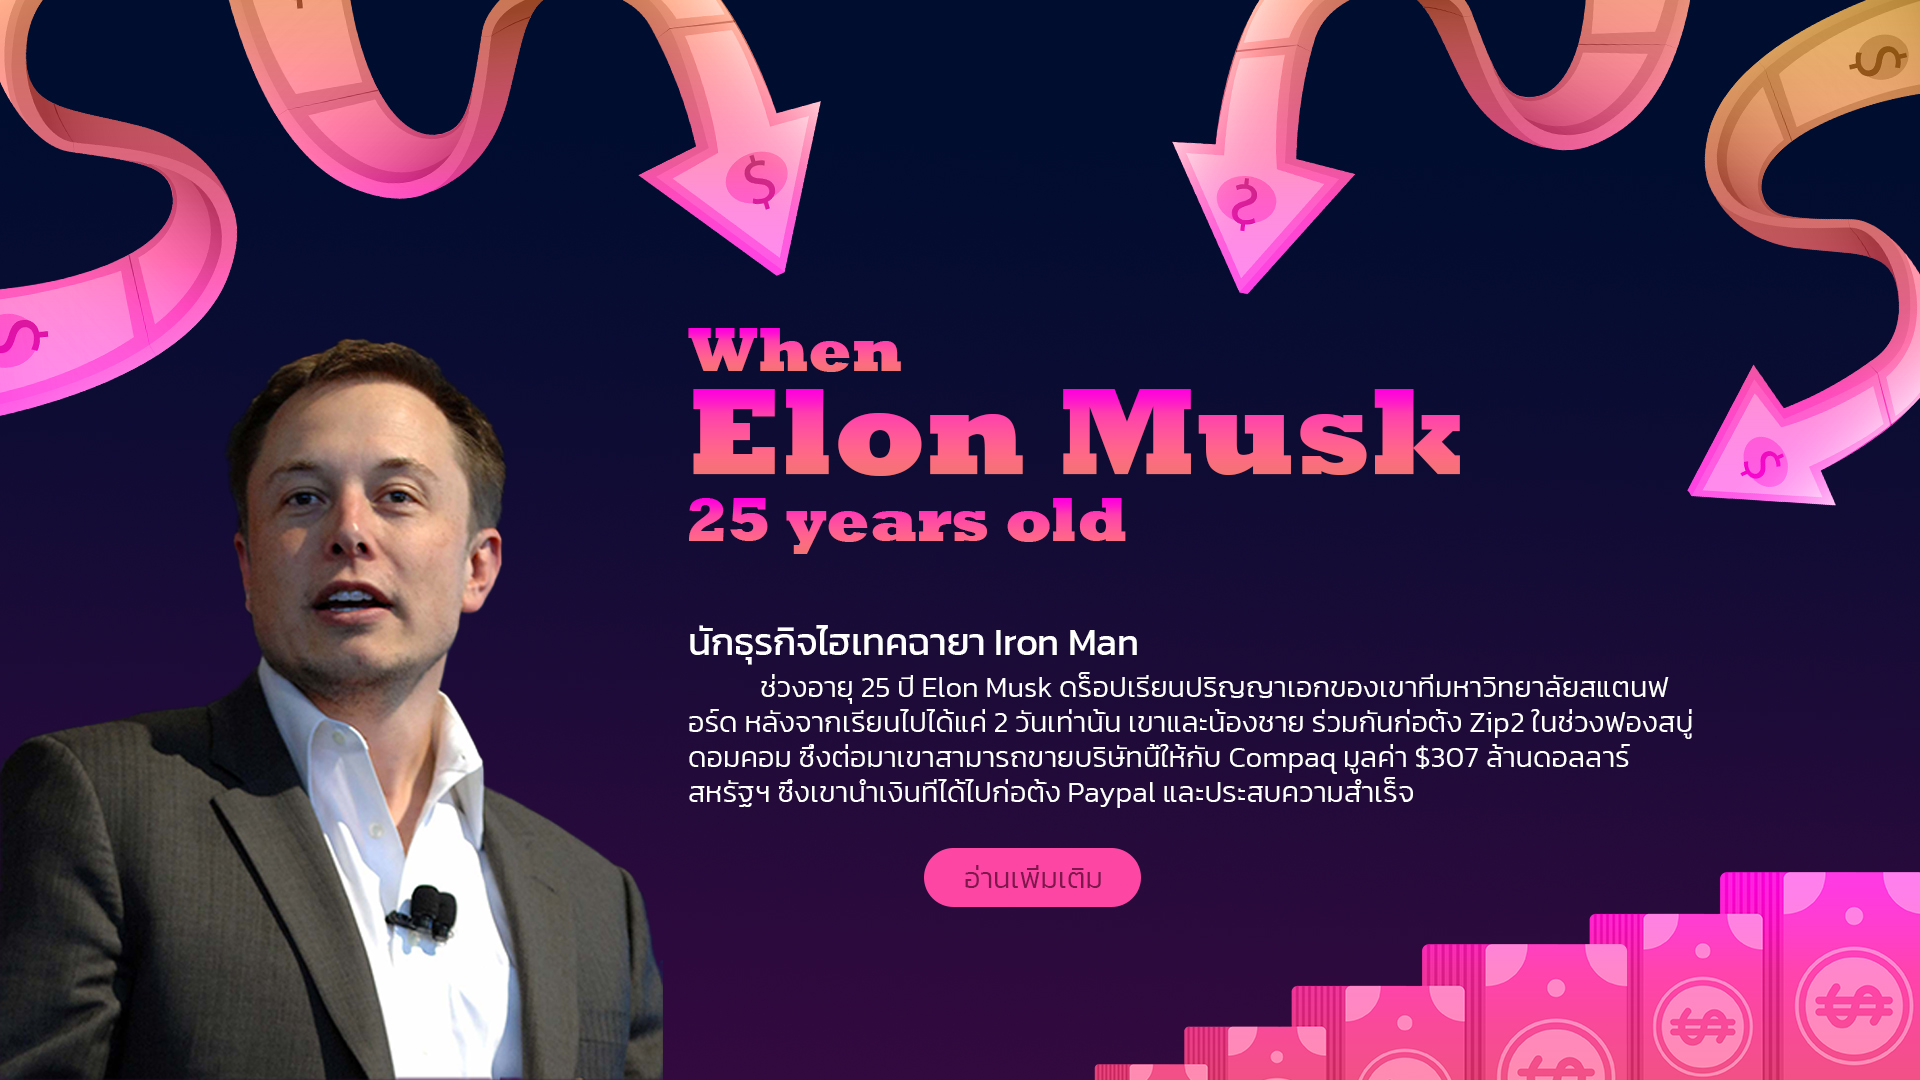 When
Elon Musk
25 years old
นักธุรกิจไฮเทคฉายา Iron Man
ช่วงอายุ 25 ปี Elon Musk ดร็อปเรียนปริญญาเอกของเขาทีมหาวิทยาลัยสแตนฟ
อร์ด หลังจากเรียนไปได้แค่ 2 วันเท่านั้น เขาและน้องชาย ร่วมกันก่อตั้ง Zip2 ในช่วงฟองสบู่
ดอมคอม ซึงต่อมาเขาสามารถขายบริษัทนี้ให้กับ Compaq มูลค่า $307 ล้านดอลลาร์
สหรัฐฯ ซึงเขานำเงินทีได้ไปก่อตั้ง Paypal และประสบความสำเร็จ
อ่านเพิ่มเติม